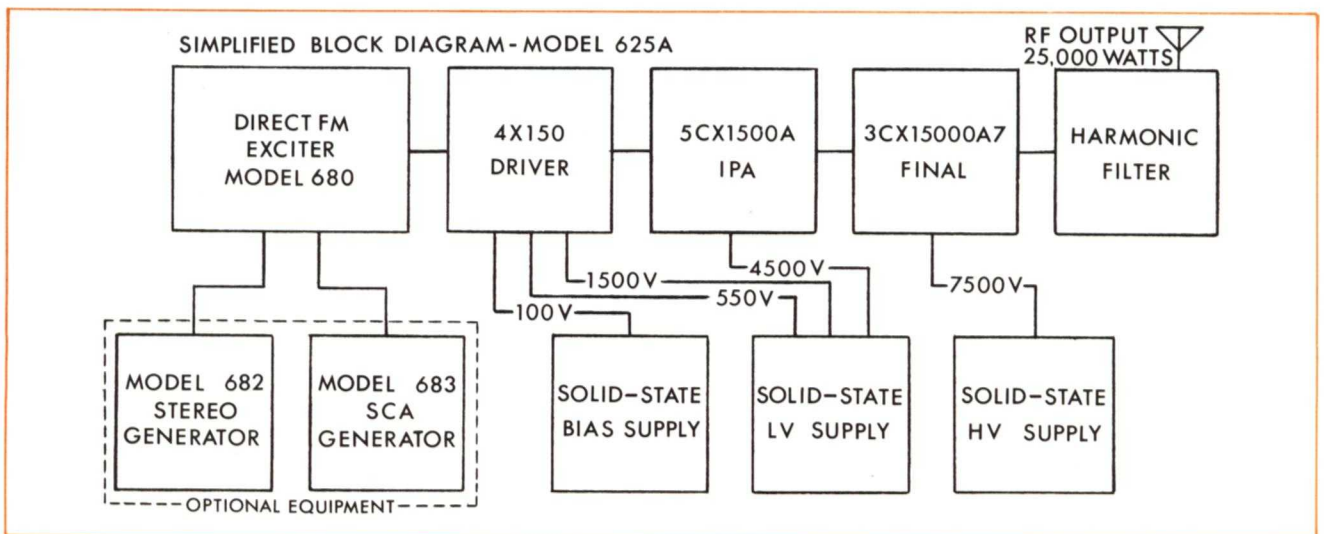 SIMPLIFIED BLOCK DIAGRAM - MODEL 625A
RF OUTPUT
25,000 WATTS
DIRECT FM
EXCITER
MODEL 680
4X150
DRIVER
5CX1500A
IPA
3CX15000A7
FINAL
HARMONIC
FILTER
100V
1500V
550V
4500V
7500V
MODEL 682
STEREO
GENERATOR
MODEL 683
SCA
GENERATOR
OPTIONAL EQUIPMENT
SOLID-STATE
BIAS SUPPLY
SOLID-STATE
LV SUPPLY
SOLID-STATE
HV SUPPLY